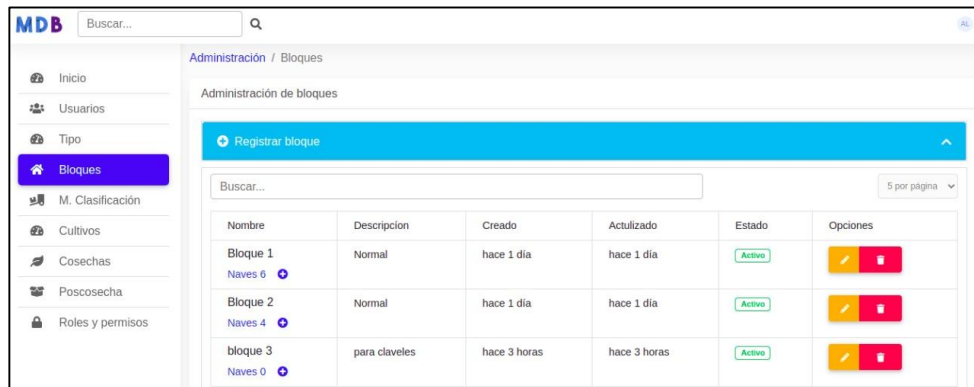 MDB Buscar...
AL
Administración / Bloques
Inicio
Usuarios
Tipo
Bloques
M. Clasificación
Cultivos
Cosechas
Poscosecha
Roles y permisos
Administración de bloques
Registrar bloque
Buscar... 5 por página
Nombre Descripcíon Creado Actulizado Estado Opciones
Bloque 1 Normal hace 1 día hace 1 día Activo
Naves 6
Bloque 2 Normal hace 1 día hace 1 día Activo
Naves 4
bloque 3 para claveles hace 3 horas hace 3 horas Activo
Naves 0